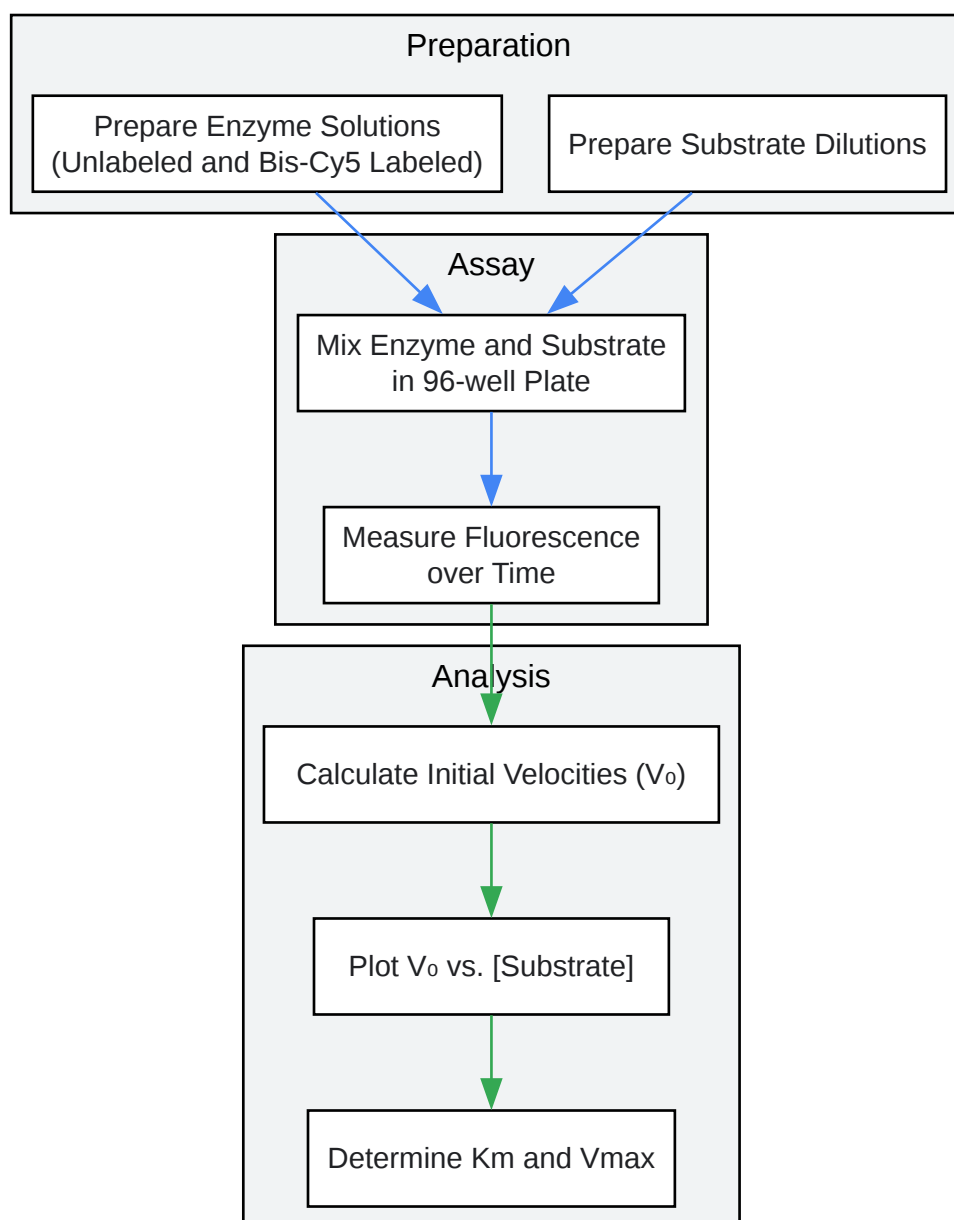 Preparation
Prepare Enzyme Solutions
(Unlabeled and Bis-Cy5 Labeled)
Prepare Substrate Dilutions
Assay
Mix Enzyme and Substrate
in 96-well Plate
Measure Fluorescence
over Time
Analysis
Calculate Initial Velocities (V₀)
Plot V₀ vs. [Substrate]
Determine Km and Vmax